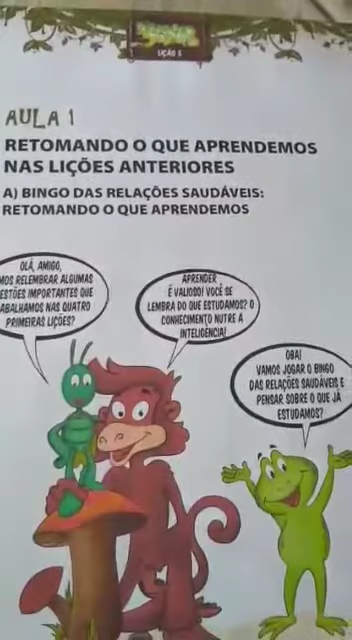 LIÇÃO 5
AULA 1
RETOMANDO O QUE APRENDEMOS
NAS LIÇÕES ANTERIORES
A) BINGO DAS RELAÇÕES SAUDÁVEIS:
RETOMANDO O QUE APRENDEMOS
OLÁ, AMIGO,
MOS RELEMBRAR ALGUMAS
ESTÕES IMPORTANTES QUE
ABALHAMOS NAS QUATRO
PRIMEIRAS LIÇÕES?
APRENDER
É VALIOSO! VOCÊ SE
LEMBRA DO QUE ESTUDAMOS? O
CONHECIMENTO NUTRE A
INTELIGÊNCIA!
OBA!
VAMOS JOGAR O BINGO
DAS RELAÇÕES SAUDÁVEIS E
PENSAR SOBRE O QUE JÁ
ESTUDAMOS?